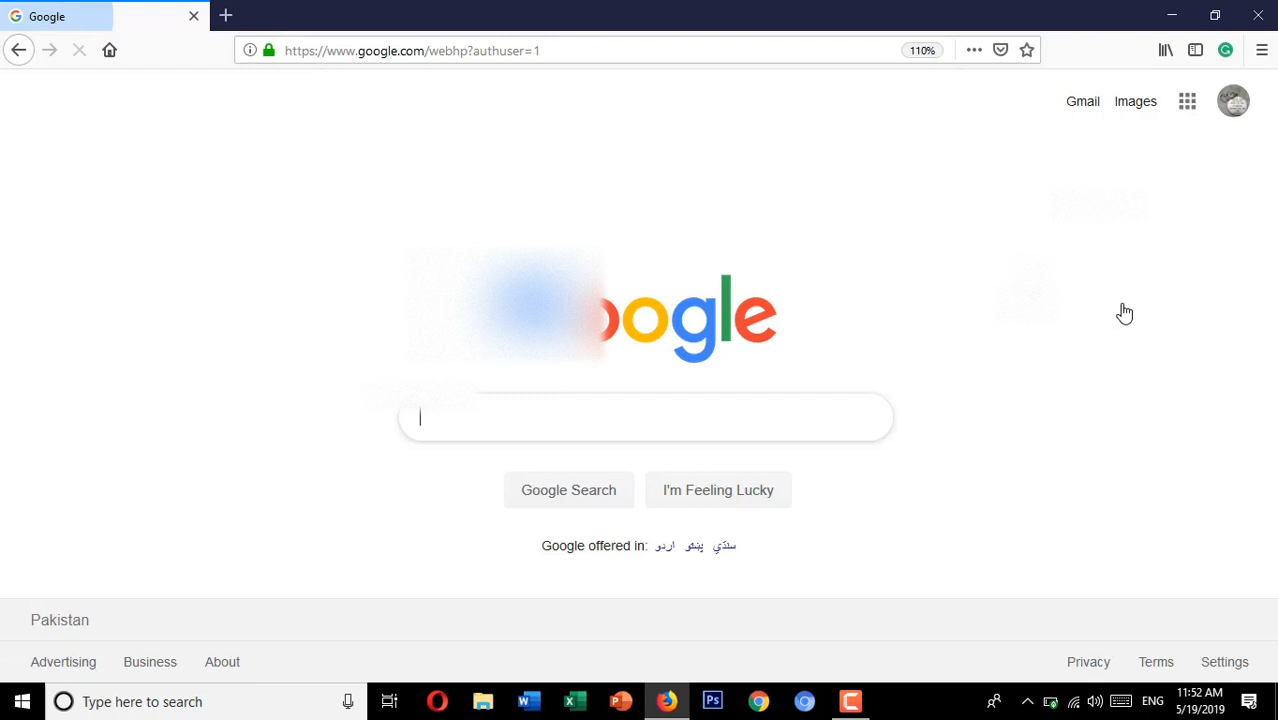 Google
https://www.google.com/webhp?authuser=1
110%
Gmail Images
oogle
Google Search
I'm Feeling Lucky
Google offered in: اردو پښتو سنڌي
Pakistan
Advertising Business About
Privacy Terms Settings
Type here to search
W
X
P
Ps
C
ENG
11:52 AM
5/19/2019